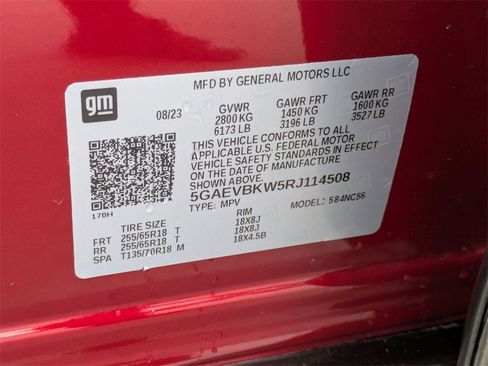 MFD BY GENERAL MOTORS LLC
gm
08/23 GVWR GAWR FRT GAWR RR
2800 KG 1450 KG 1600 KG
6173 LB 3196 LB 3527 LB
THIS VEHICLE CONFORMS TO ALL
APPLICABLE U.S. FEDERAL MOTOR
VEHICLE SAFETY STANDARDS IN EFFECT
ON THE DATE OF MANUFACTURE
SHOWN ABOVE.
5GAEVBKW5RJ114508
TYPE: MPV MODEL: 584NC56
170H
TIRE SIZE RIM
FRT 255/65R18 T 18X8J
RR 255/65R18 T 18X8J
SPA T135/70R18 M 18X4.5B